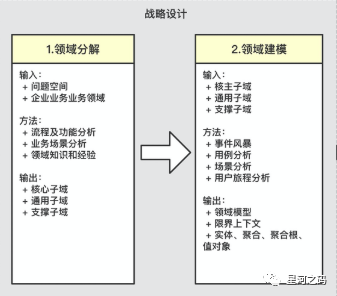 战略设计
1.领域分解
输入：
+ 问题空间
+ 企业业务业务领域
方法：
+ 流程及功能分析
+ 业务场景分析
+ 领域知识和经验
输出：
+ 核心子域
+ 通用子域
+ 支撑子域
2.领域建模
输入：
+ 核主子域
+ 通用子域
+ 支撑子域
方法：
+ 事件风暴
+ 用例分析
+ 场景分析
+ 用户旅程分析
输出：
+ 领域模型
+ 限界上下文
+ 实体、聚合、聚合根、
值对象
星河之码